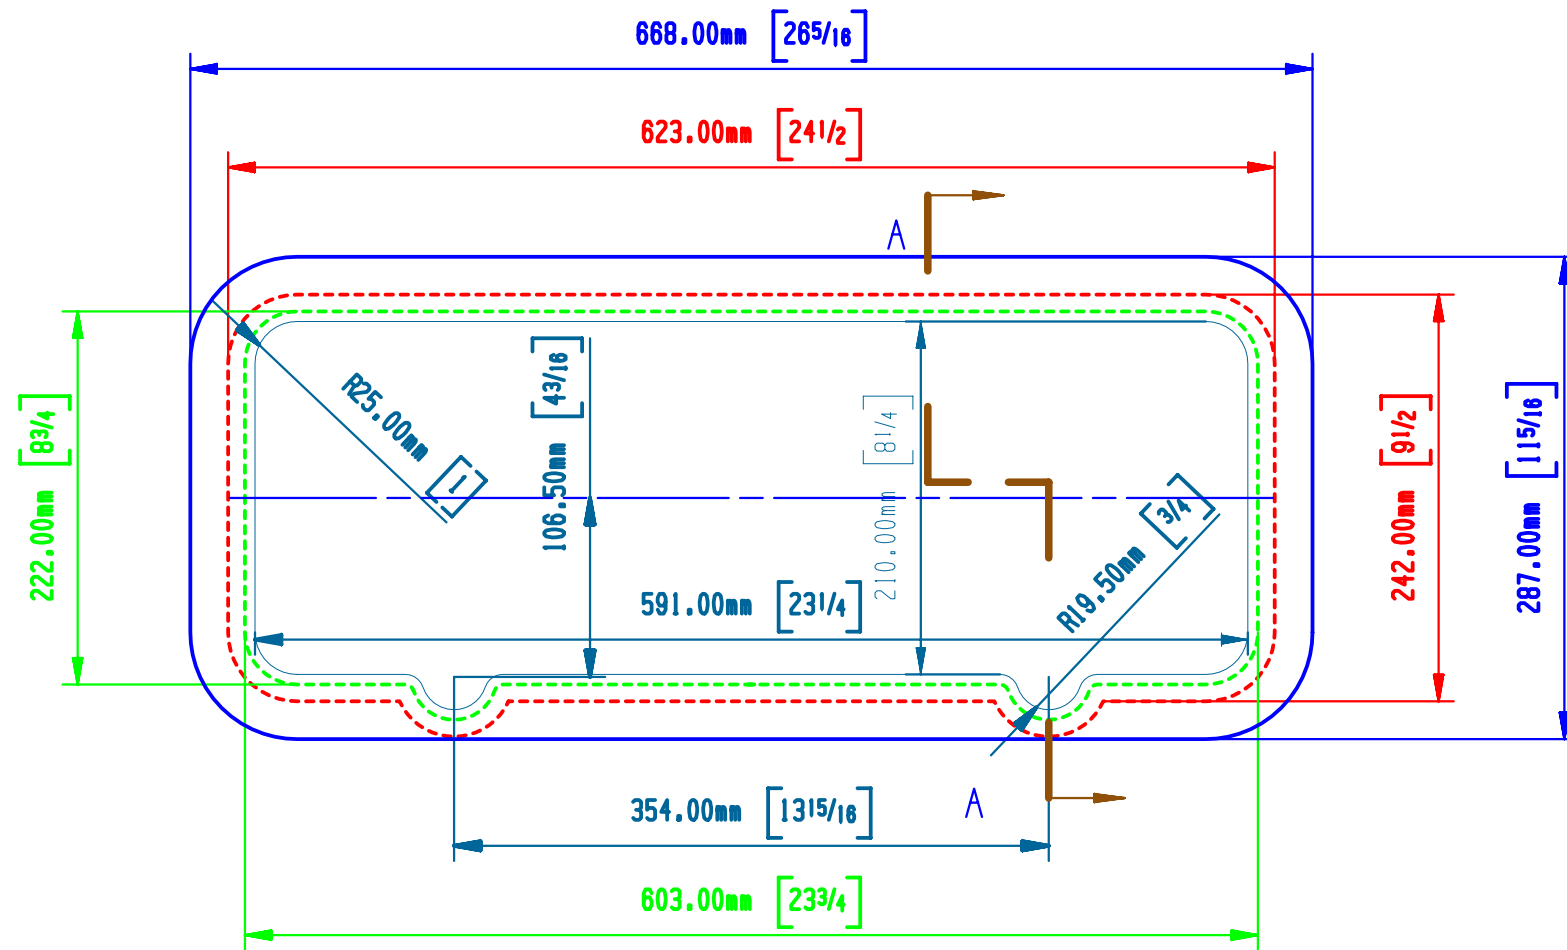 668.00mm [26 5/16]
623.00mm [24 1/2]
A
R25.00mm [1]
106.50mm [4 3/16]
210.00mm [8 1/4]
222.00mm [8 3/4]
242.00mm [9 1/2]
287.00mm [11 5/16]
R19.50mm [3/4]
591.00mm [23 1/4]
354.00mm [13 15/16]
A
603.00mm [23 3/4]